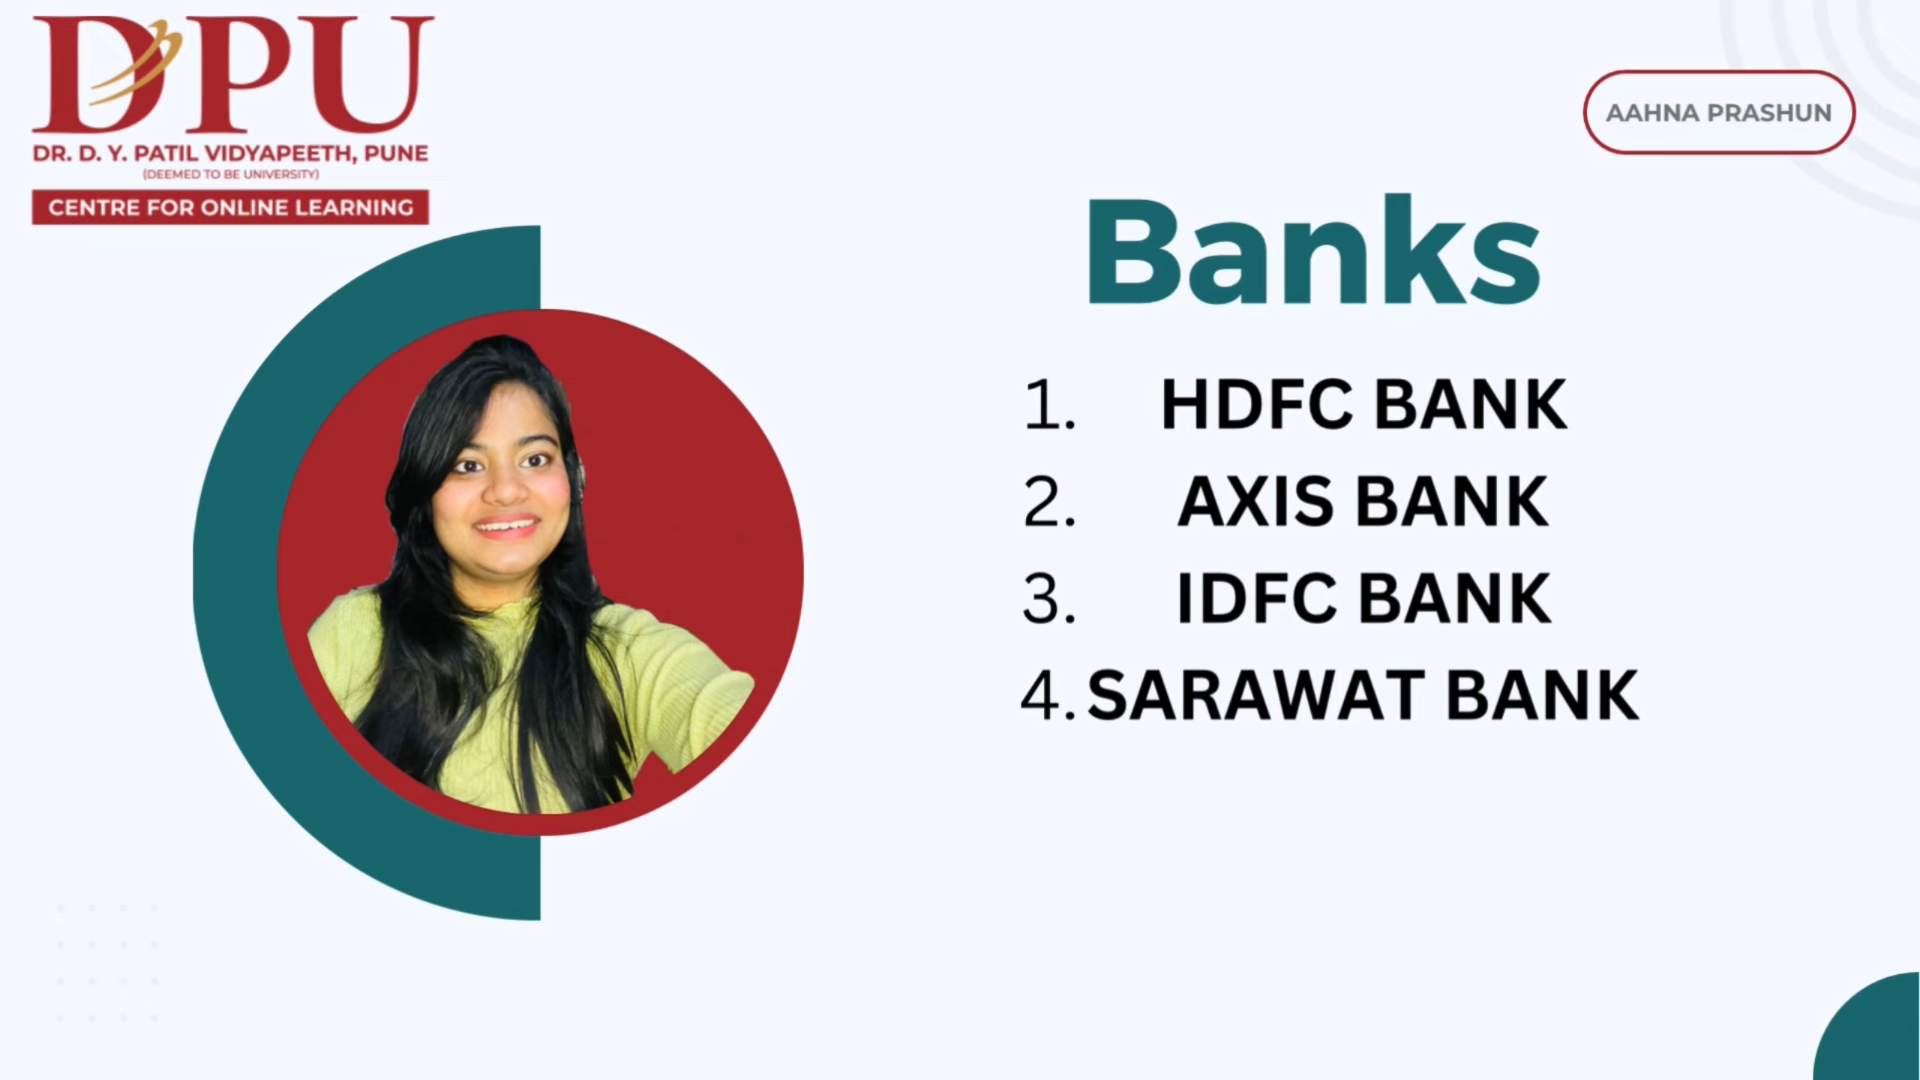 DPU
DR. D. Y. PATIL VIDYAPEETH, PUNE
(DEEMED TO BE UNIVERSITY)
CENTRE FOR ONLINE LEARNING
AAHNA PRASHUN
Banks
1. HDFC BANK
2. AXIS BANK
3. IDFC BANK
4. SARAWAT BANK